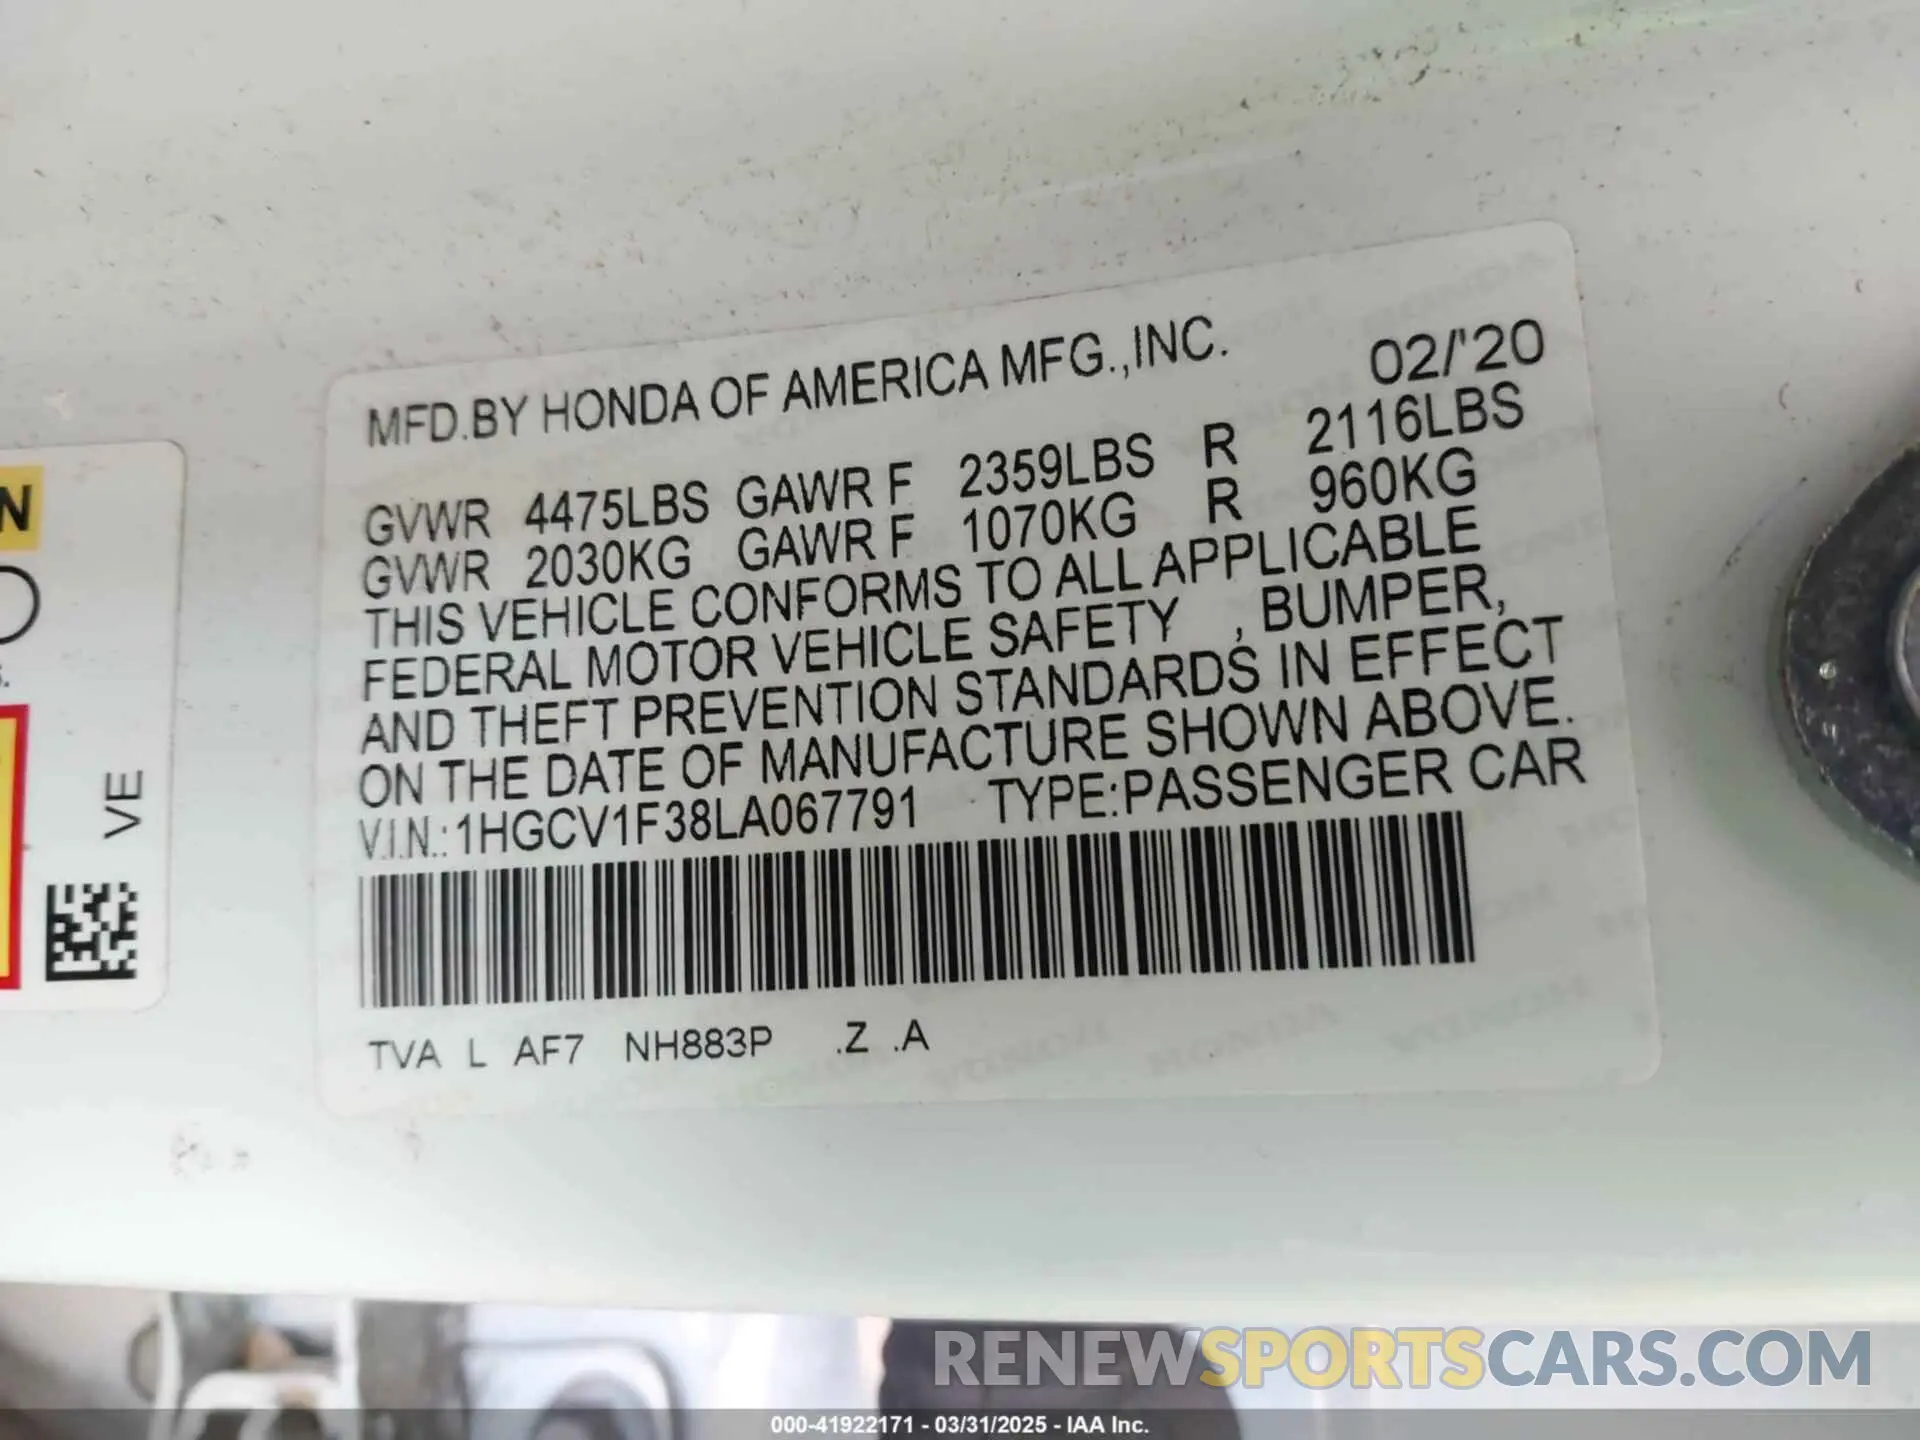 MFD.BY HONDA OF AMERICA MFG.,INC. 02/'20
GVWR 4475LBS GAWR F 2359LBS R 2116LBS
GVWR 2030KG GAWR F 1070KG R 960KG
THIS VEHICLE CONFORMS TO ALL APPLICABLE
FEDERAL MOTOR VEHICLE SAFETY , BUMPER,
AND THEFT PREVENTION STANDARDS IN EFFECT
ON THE DATE OF MANUFACTURE SHOWN ABOVE.
V.I.N.: 1HGCV1F38LA067791 TYPE:PASSENGER CAR
TVA L AF7 NH883P .Z .A
N
VE
RENEWSPORTSCARS.COM
000-41922171 - 03/31/2025 - IAA Inc.